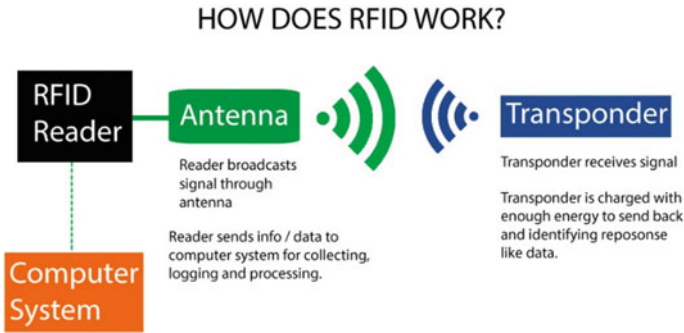 HOW DOES RFID WORK?
RFID
Reader
Antenna
Transponder
Reader broadcasts
signal through
antenna
Reader sends info / data to
computer system for collecting,
logging and processing.
Transponder receives signal
Transponder is charged with
enough energy to send back
and identifying reposonse
like data.
Computer
System